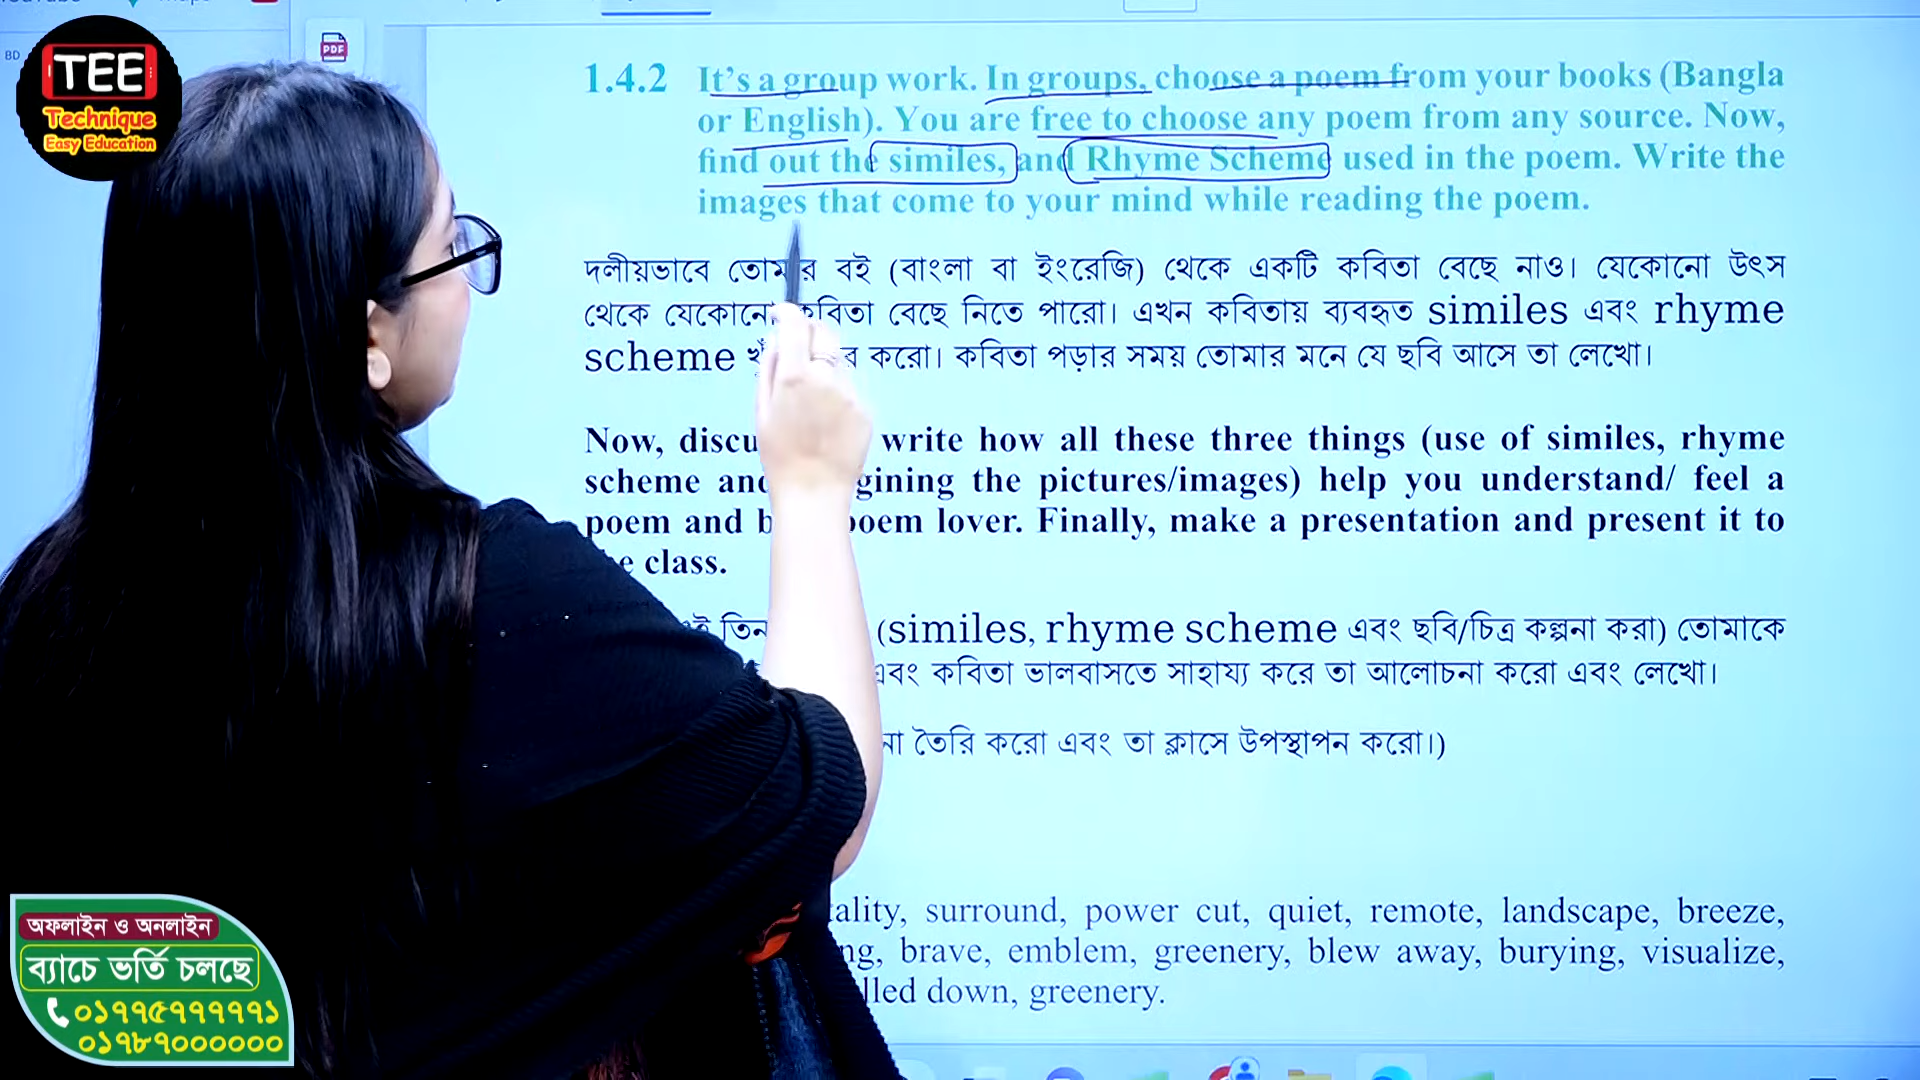 BD
TEE
Technique
Easy Education
PDF
1.4.2 It's a group work. In groups, choose a poem from your books (Bangla
or English). You are free to choose any poem from any source. Now,
find out the similes, and Rhyme Scheme used in the poem. Write the
images that come to your mind while reading the poem.
দলীয়ভাবে তোমার বই (বাংলা বা ইংরেজি) থেকে একটি কবিতা বেছে নাও। যেকোনো উৎস
থেকে যেকোনো কবিতা বেছে নিতে পারো। এখন কবিতায় ব্যবহৃত similes এবং rhyme
scheme করো। কবিতা পড়ার সময় তোমার মনে যে ছবি আসে তা লেখো।
Now, write how all these three things (use of similes, rhyme
scheme and the pictures/images) help you understand/ feel a
poem and poem lover. Finally, make a presentation and present it to
class.
(similes, rhyme scheme এবং ছবি/চিত্র কল্পনা করা) তোমাকে
এবং কবিতা ভালবাসতে সাহায্য করে তা আলোচনা করো এবং লেখো।
তৈরি করো এবং তা ক্লাসে উপস্থাপন করো।)
surround, power cut, quiet, remote, landscape, breeze,
brave, emblem, greenery, blew away, burying, visualize,
down, greenery.
অফলাইন ও অনলাইন
ব্যাচে ভর্তি চলছে
০১৭৭৫৭৭৭৭৭১
০১৭৮৭০০০০০০